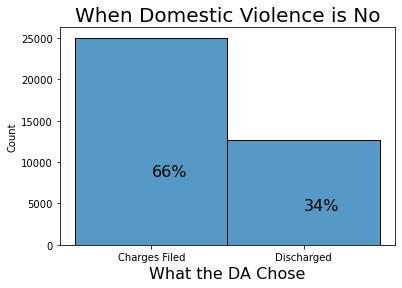 When Domestic Violence is No
25000
20000
15000
10000
5000
0
Count
66%
34%
Charges Filed
Discharged
What the DA Chose